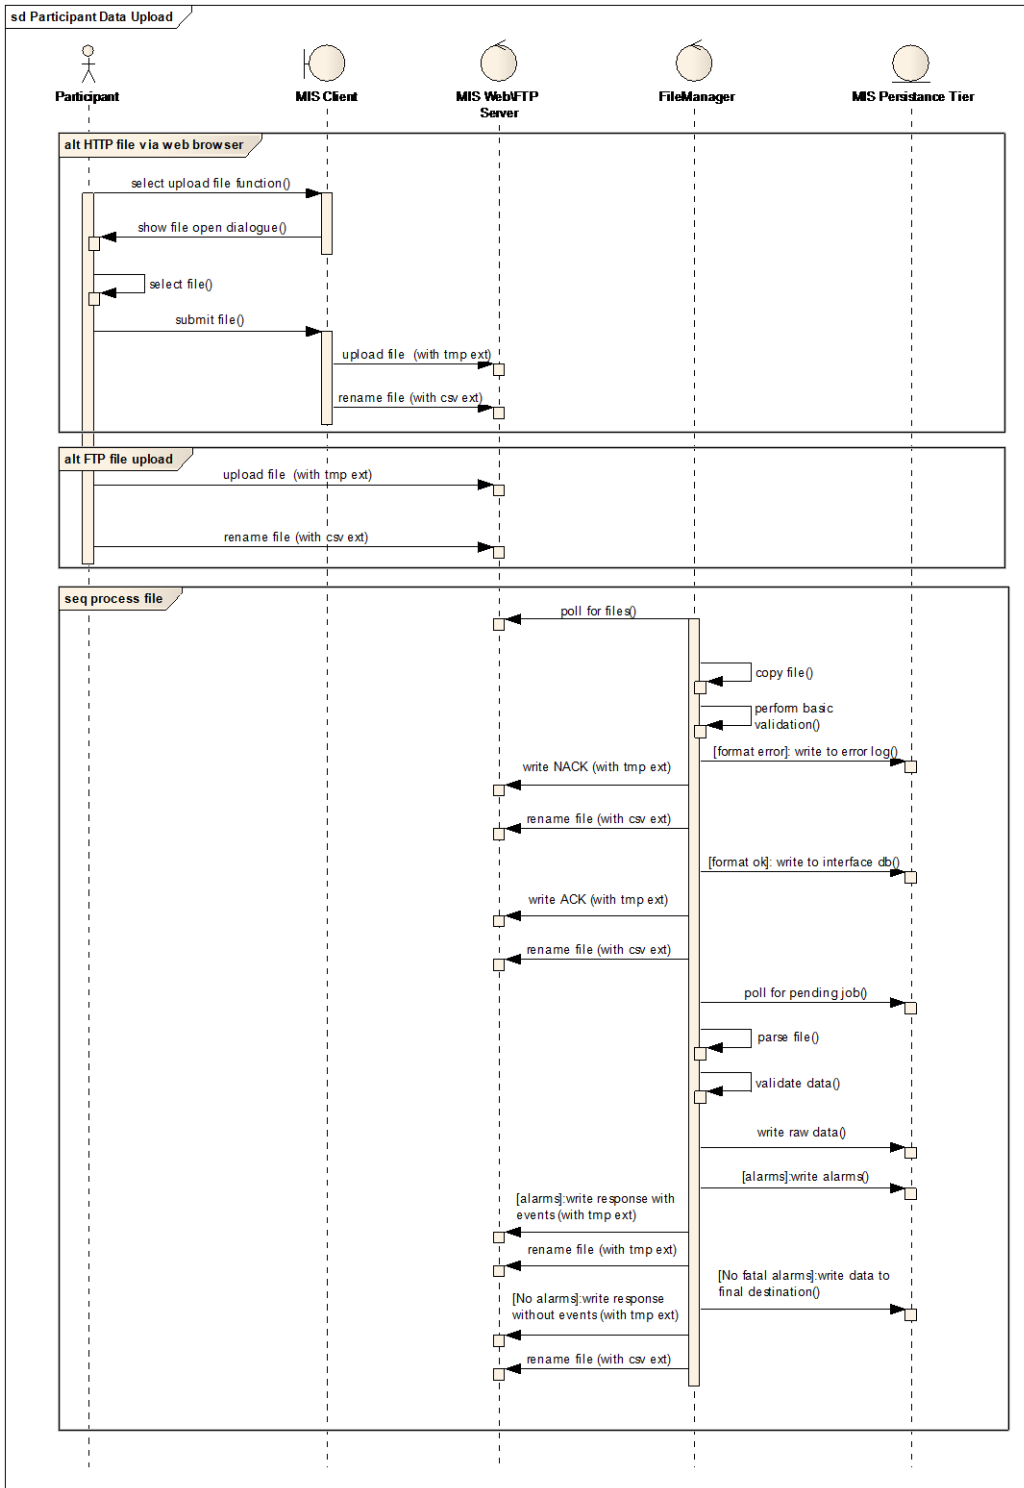 sd Participant Data Upload
Participant
MIS Client
MIS Web\FTP
Server
FileManager
MIS Persistance Tier
alt HTTP file via web browser
select upload file function()
show file open dialogue()
select file()
submit file()
upload file  (with tmp ext)
rename file (with csv ext)
alt FTP file upload
upload file  (with tmp ext)
rename file (with csv ext)
seq process file
poll for files()
copy file()
perform basic
validation()
[format error]: write to error log()
write NACK (with tmp ext)
rename file (with csv ext)
[format ok]: write to interface db()
write ACK (with tmp ext)
rename file (with csv ext)
poll for pending job()
parse file()
validate data()
write raw data()
[alarms]:write alarms()
[alarms]:write response with
events (with tmp ext)
rename file (with tmp ext)
[No fatal alarms]:write data to
final destination()
[No alarms]:write response
without events (with tmp ext)
rename file (with csv ext)